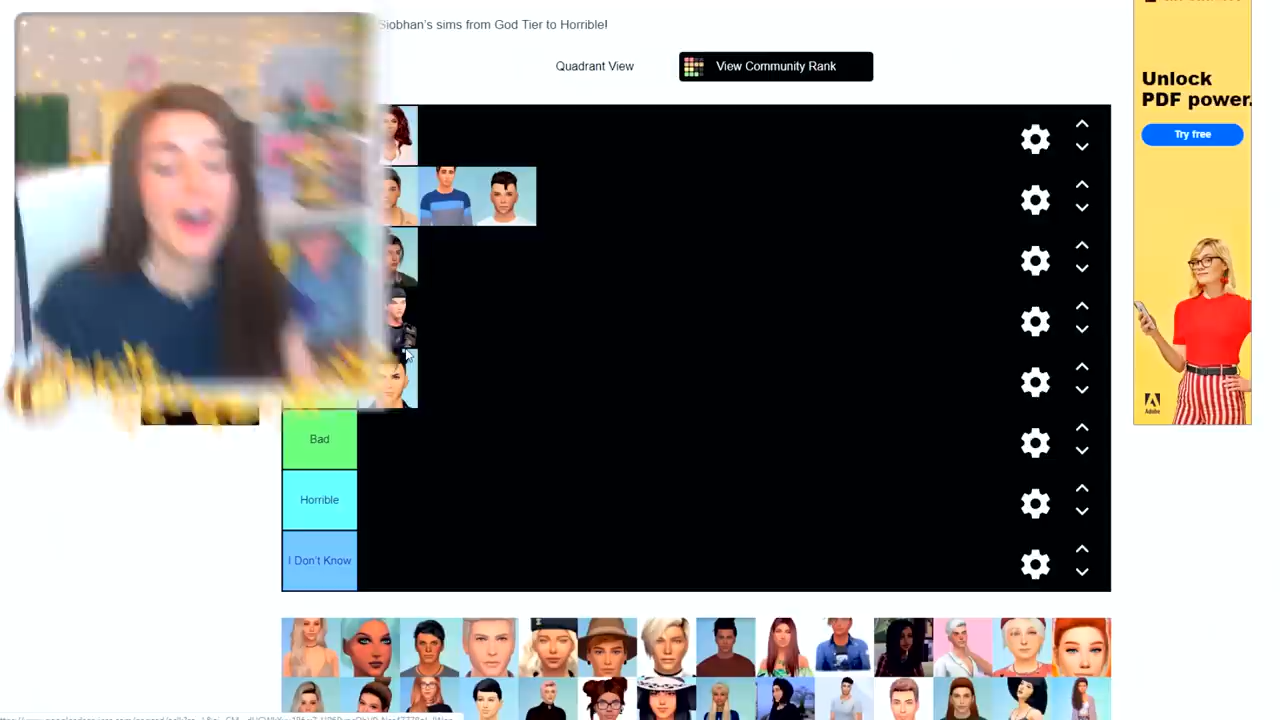 Siobhan's sims from God Tier to Horrible!
Quadrant View
View Community Rank
Unlock
PDF power.
Try free
Adobe
Bad
Horrible
I Don't Know